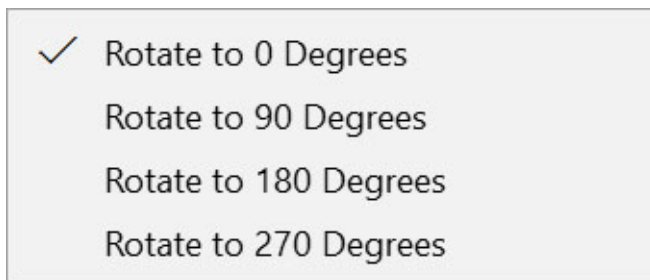 Rotate to 0 Degrees
Rotate to 90 Degrees
Rotate to 180 Degrees
Rotate to 270 Degrees